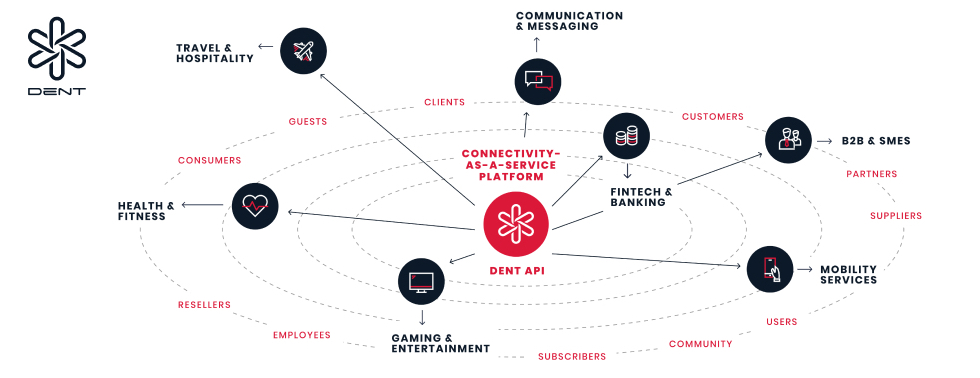 DENT
COMMUNICATION
& MESSAGING
TRAVEL &
HOSPITALITY
CLIENTS
GUESTS
CUSTOMERS
B2B & SMES
CONSUMERS
CONNECTIVITY-
AS-A-SERVICE
PLATFORM
PARTNERS
FINTECH &
BANKING
HEALTH &
FITNESS
SUPPLIERS
DENT API
MOBILITY
SERVICES
RESELLERS
USERS
EMPLOYEES
GAMING &
ENTERTAINMENT
COMMUNITY
SUBSCRIBERS